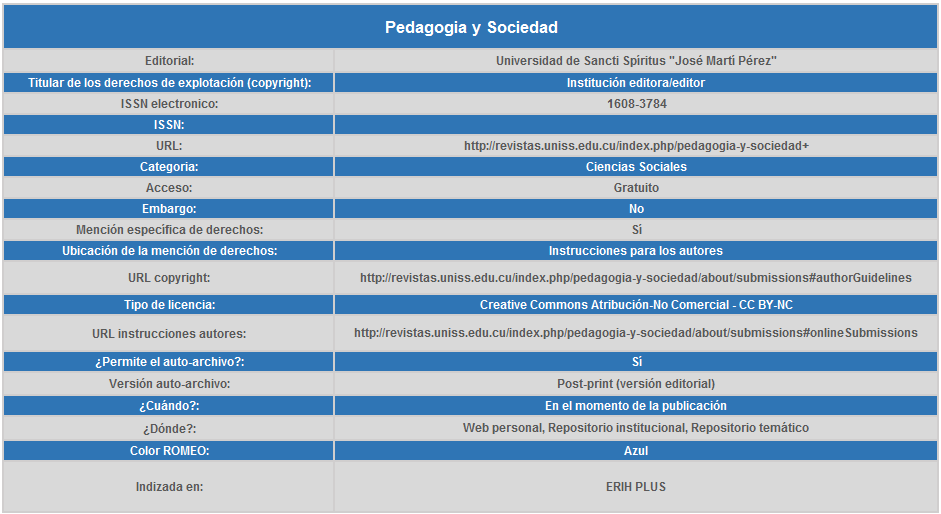 Pedagogia y Sociedad
Editorial: Universidad de Sancti Spíritus "José Martí Pérez"
Titular de los derechos de explotación (copyright): Institución editora/editor
ISSN electronico: 1608-3784
ISSN:
URL: http://revistas.uniss.edu.cu/index.php/pedagogia-y-sociedad+
Categoria: Ciencias Sociales
Acceso: Gratuito
Embargo: No
Mención específica de derechos: Sí
Ubicación de la mención de derechos: Instrucciones para los autores
URL copyright: http://revistas.uniss.edu.cu/index.php/pedagogia-y-sociedad/about/submissions#authorGuidelines
Tipo de licencia: Creative Commons Atribución-No Comercial - CC BY-NC
URL instrucciones autores: http://revistas.uniss.edu.cu/index.php/pedagogia-y-sociedad/about/submissions#onlineSubmissions
¿Permite el auto-archivo?: Sí
Versión auto-archivo: Post-print (versión editorial)
¿Cuándo?: En el momento de la publicación
¿Dónde?: Web personal, Repositorio institucional, Repositorio temático
Color ROMEO: Azul
Indizada en: ERIH PLUS